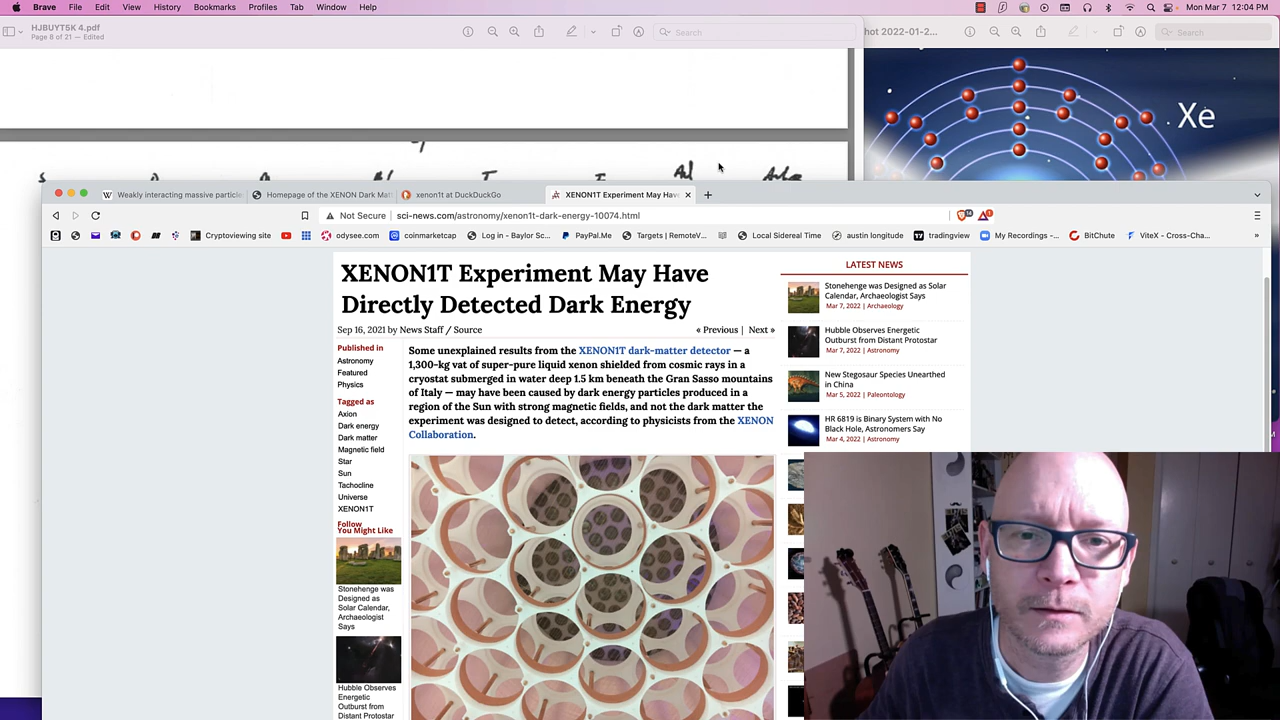 Brave File Edit View History Bookmarks Profiles Tab Window Help
Mon Mar 7 12:04 PM
HJBUYT5K 4.pdf
Page 8 of 21 — Edited
Search
hot 2022-01-2...
Search
Xe
Weakly interacting massive particle
Homepage of the XENON Dark Mat
xenon1t at DuckDuckGo
XENON1T Experiment May Have
Not Secure
sci-news.com/astronomy/xenon1t-dark-energy-10074.html
Cryptoviewing site
odysee.com
coinmarketcap
Log in - Baylor Sc...
PayPal.Me
Targets | RemoteV...
Local Sidereal Time
austin longitude
tradingview
My Recordings -...
BitChute
ViteX - Cross-Cha...
XENON1T Experiment May Have
Directly Detected Dark Energy
Sep 16, 2021 by News Staff / Source
« Previous | Next »
Published in
Astronomy
Featured
Physics
Tagged as
Axion
Dark energy
Dark matter
Magnetic field
Star
Sun
Tachocline
Universe
XENON1T
Follow
You Might Like
Stonehenge was
Designed as
Solar Calendar,
Archaeologist
Says
Hubble Observes
Energetic
Outburst from
Distant Protostar
Some unexplained results from the XENON1T dark-matter detector — a
1,300-kg vat of super-pure liquid xenon shielded from cosmic rays in a
cryostat submerged in water deep 1.5 km beneath the Gran Sasso mountains
of Italy — may have been caused by dark energy particles produced in a
region of the Sun with strong magnetic fields, and not the dark matter the
experiment was designed to detect, according to physicists from the XENON
Collaboration.
LATEST NEWS
Stonehenge was Designed as Solar
Calendar, Archaeologist Says
Mar 7, 2022 | Archaeology
Hubble Observes Energetic
Outburst from Distant Protostar
Mar 7, 2022 | Astronomy
New Stegosaur Species Unearthed
in China
Mar 5, 2022 | Paleontology
HR 6819 is Binary System with No
Black Hole, Astronomers Say
Mar 4, 2022 | Astronomy